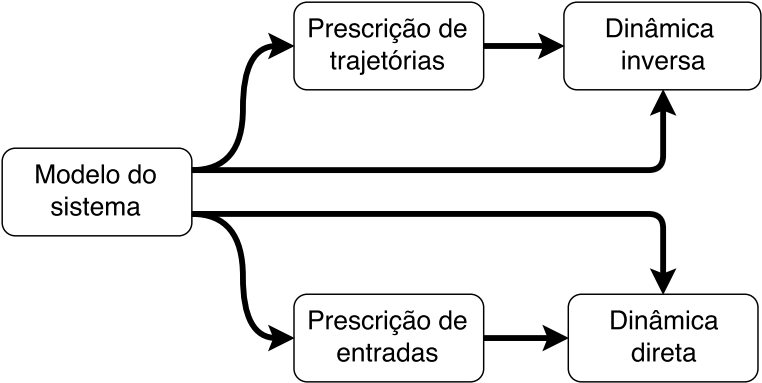 Prescrição de
trajetórias
Dinâmica
inversa
Modelo do
sistema
Prescrição de
entradas
Dinâmica
direta